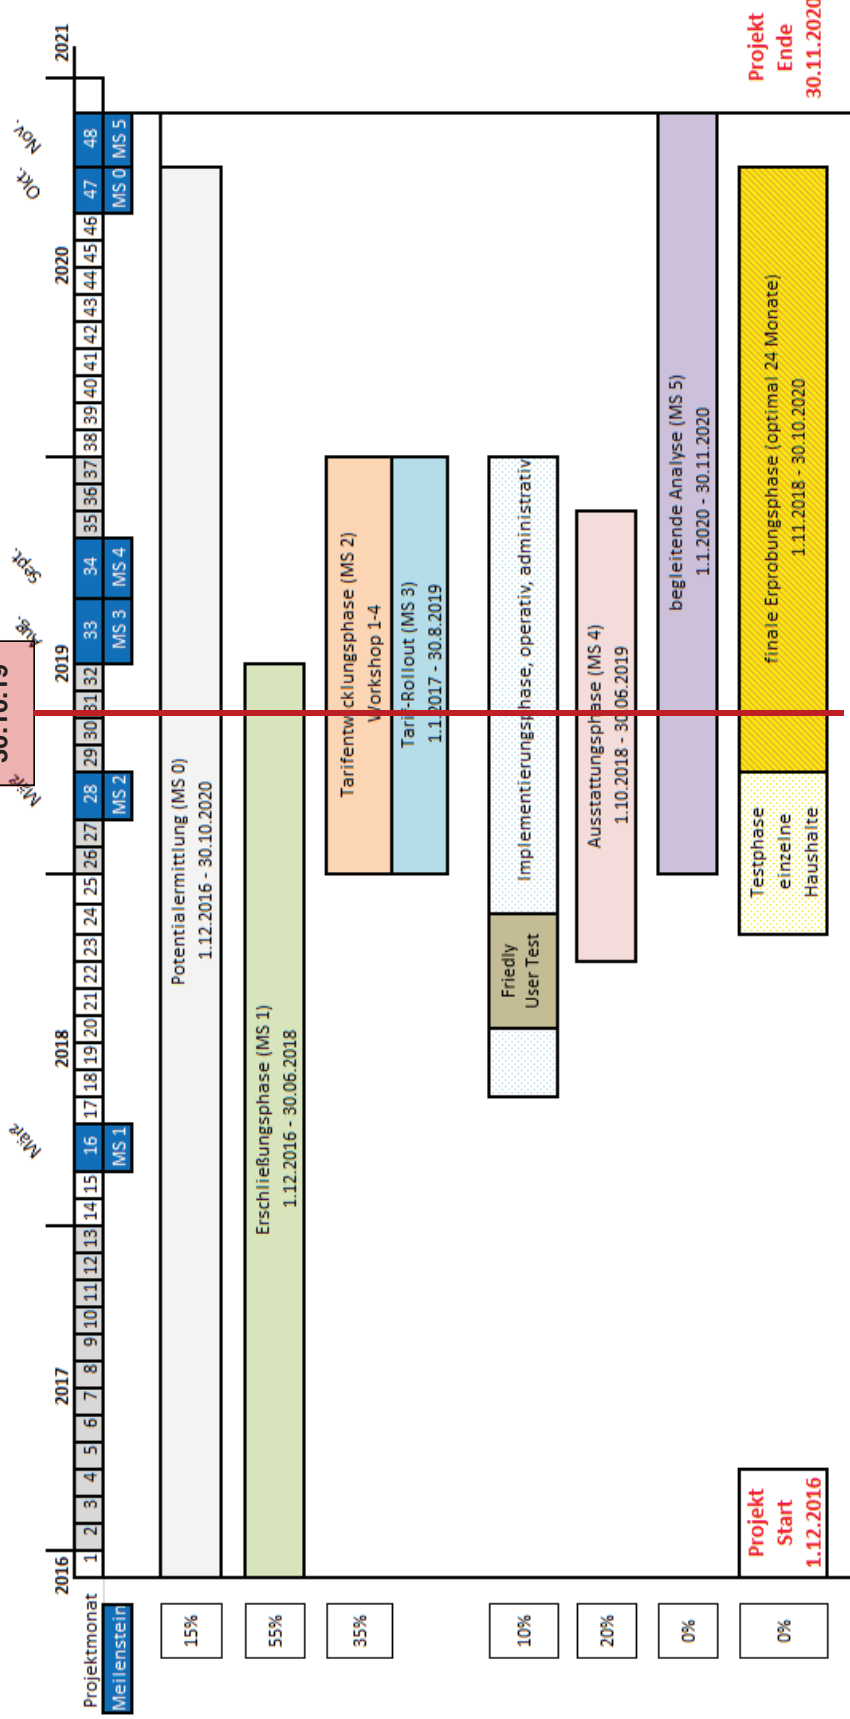 30.10.19
März
März
Aug.
Sept.
Okt.
Nov.
2016
2017
2018
2019
2020
2021
Projektmonat 1 2 3 4 5 6 7 8 9 10 11 12 13 14 15 16 17 18 19 20 21 22 23 24 25 26 27 28 29 30 31 32 33 34 35 36 37 38 39 40 41 42 43 44 45 46 47 48
Meilenstein MS 1 MS 2 MS 3 MS 4 MS 0 MS 5
15%
Potentialermittlung (MS 0)
1.12.2016 - 30.10.2020
55%
Erschließungsphase (MS 1)
1.12.2016 - 30.06.2018
35%
Tarifentwicklungsphase (MS 2)
Workshop 1-4
Tarif-Rollout (MS 3)
1.1.2017 - 30.8.2019
10%
Friedly
User Test
Implementierungsphase, operativ, administrativ
20%
Ausstattungsphase (MS 4)
1.10.2018 - 30.06.2019
0%
begleitende Analyse (MS 5)
1.1.2020 - 30.11.2020
0%
Projekt
Start
1.12.2016
Testphase
einzelne
Haushalte
finale Erprobungsphase (optimal 24 Monate)
1.11.2018 - 30.10.2020
Projekt
Ende
30.11.2020